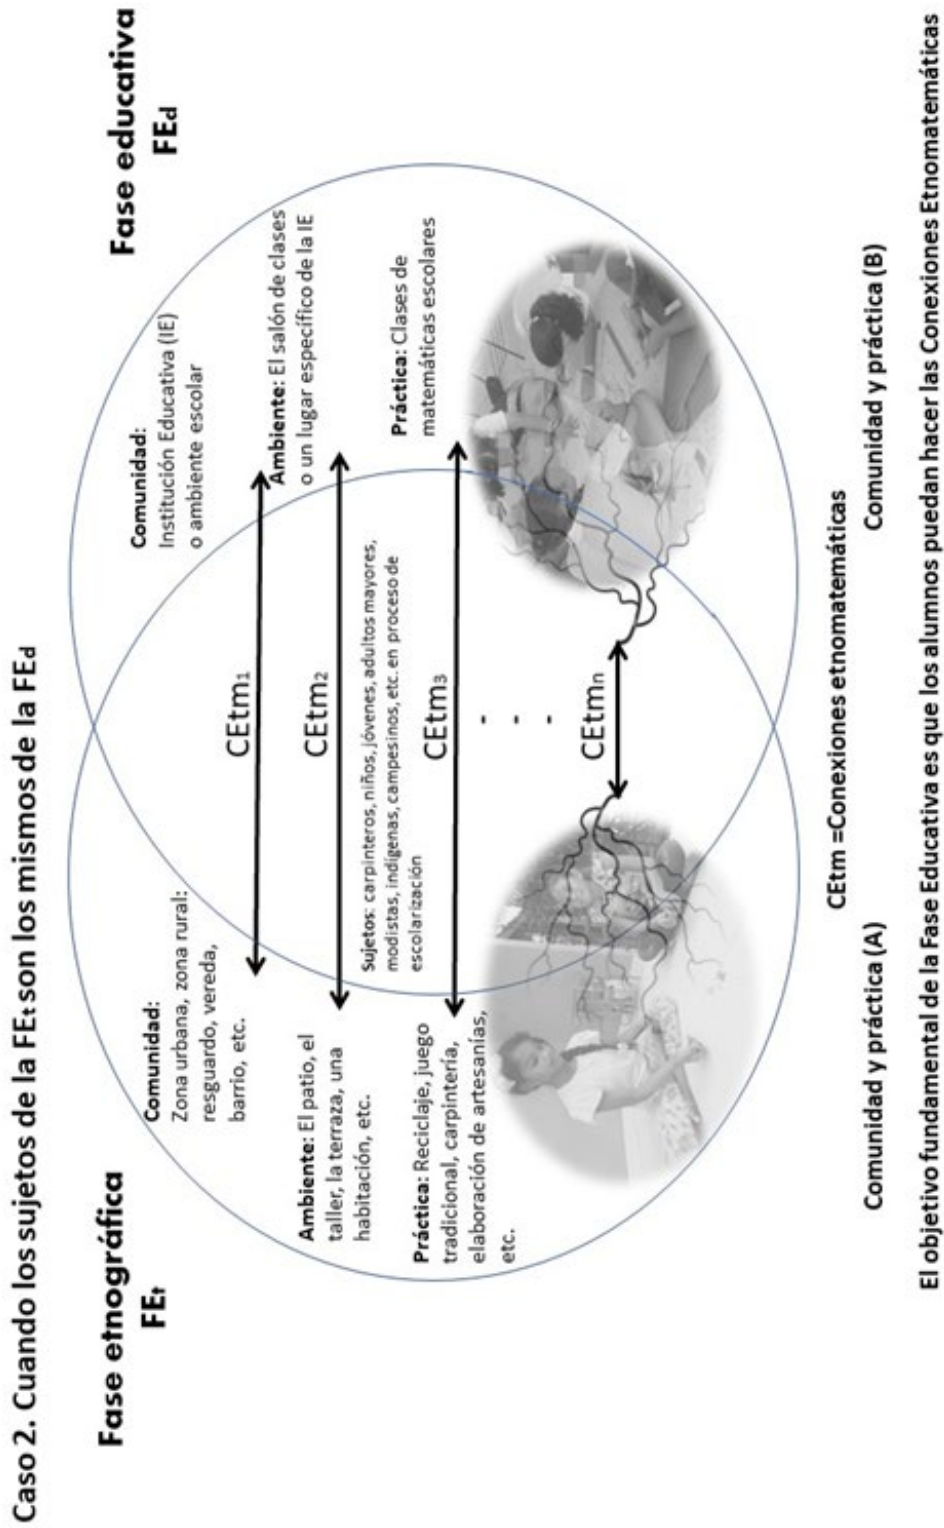 Caso 2. Cuando los sujetos de la FEt son los mismos de la FEd
Fase etnográfica
FEt
Fase educativa
FEd
Comunidad:
Zona urbana, zona rural:
resguardo, vereda,
barrio, etc.
Comunidad:
Institución Educativa (IE)
o ambiente escolar
CEtm1
Ambiente: El patio, el
taller, la terraza, una
habitación, etc.
Ambiente: El salón de clases
o un lugar específico de la IE
CEtm2
Sujetos: carpinteros, niños, jóvenes, adultos mayores,
modistas, indígenas, campesinos, etc. en proceso de
escolarización
Práctica: Reciclaje, juego
tradicional, carpintería,
elaboración de artesanías,
etc.
Práctica: Clases de
matemáticas escolares
CEtm3
CEtmn
CEtm =Conexiones etnomatemáticas
Comunidad y práctica (A)
Comunidad y práctica (B)
El objetivo fundamental de la Fase Educativa es que los alumnos puedan hacer las Conexiones Etnomatemáticas